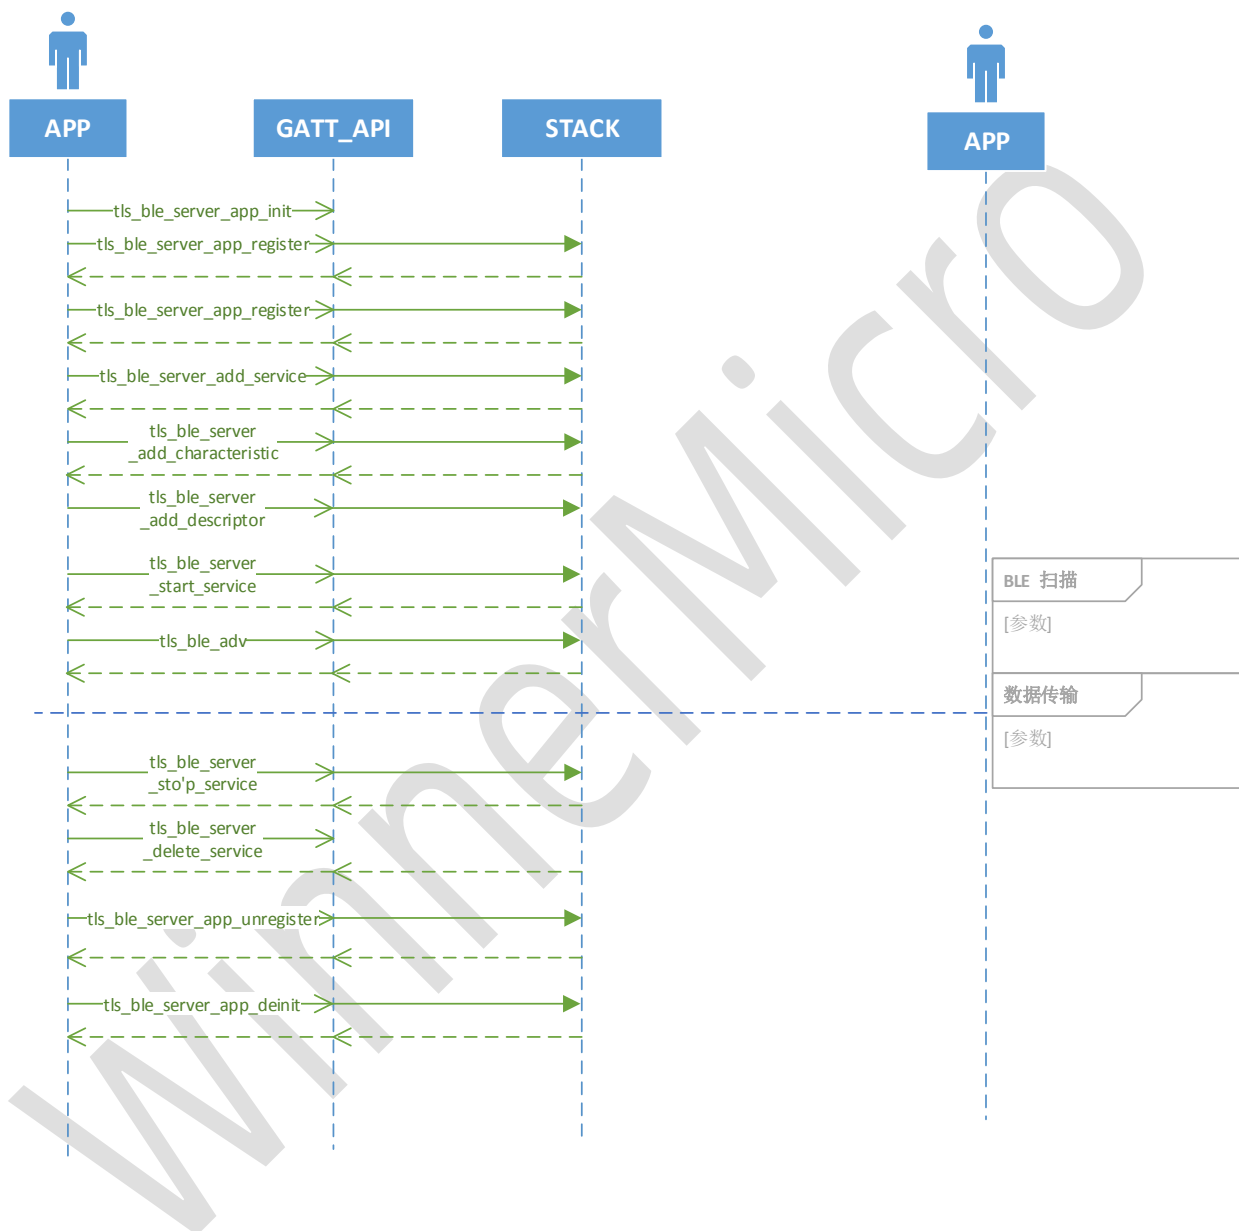 APP
GATT_API
STACK
APP
tls_ble_server_app_init
tls_ble_server_app_register
tls_ble_server_app_register
tls_ble_server_add_service
tls_ble_server
_add_characteristic
tls_ble_server
_add_descriptor
tls_ble_server
_start_service
tls_ble_adv
BLE 扫描
[参数]
数据传输
[参数]
tls_ble_server
_sto'p_service
tls_ble_server
_delete_service
tls_ble_server_app_unregister
tls_ble_server_app_deinit
WinnerMicro